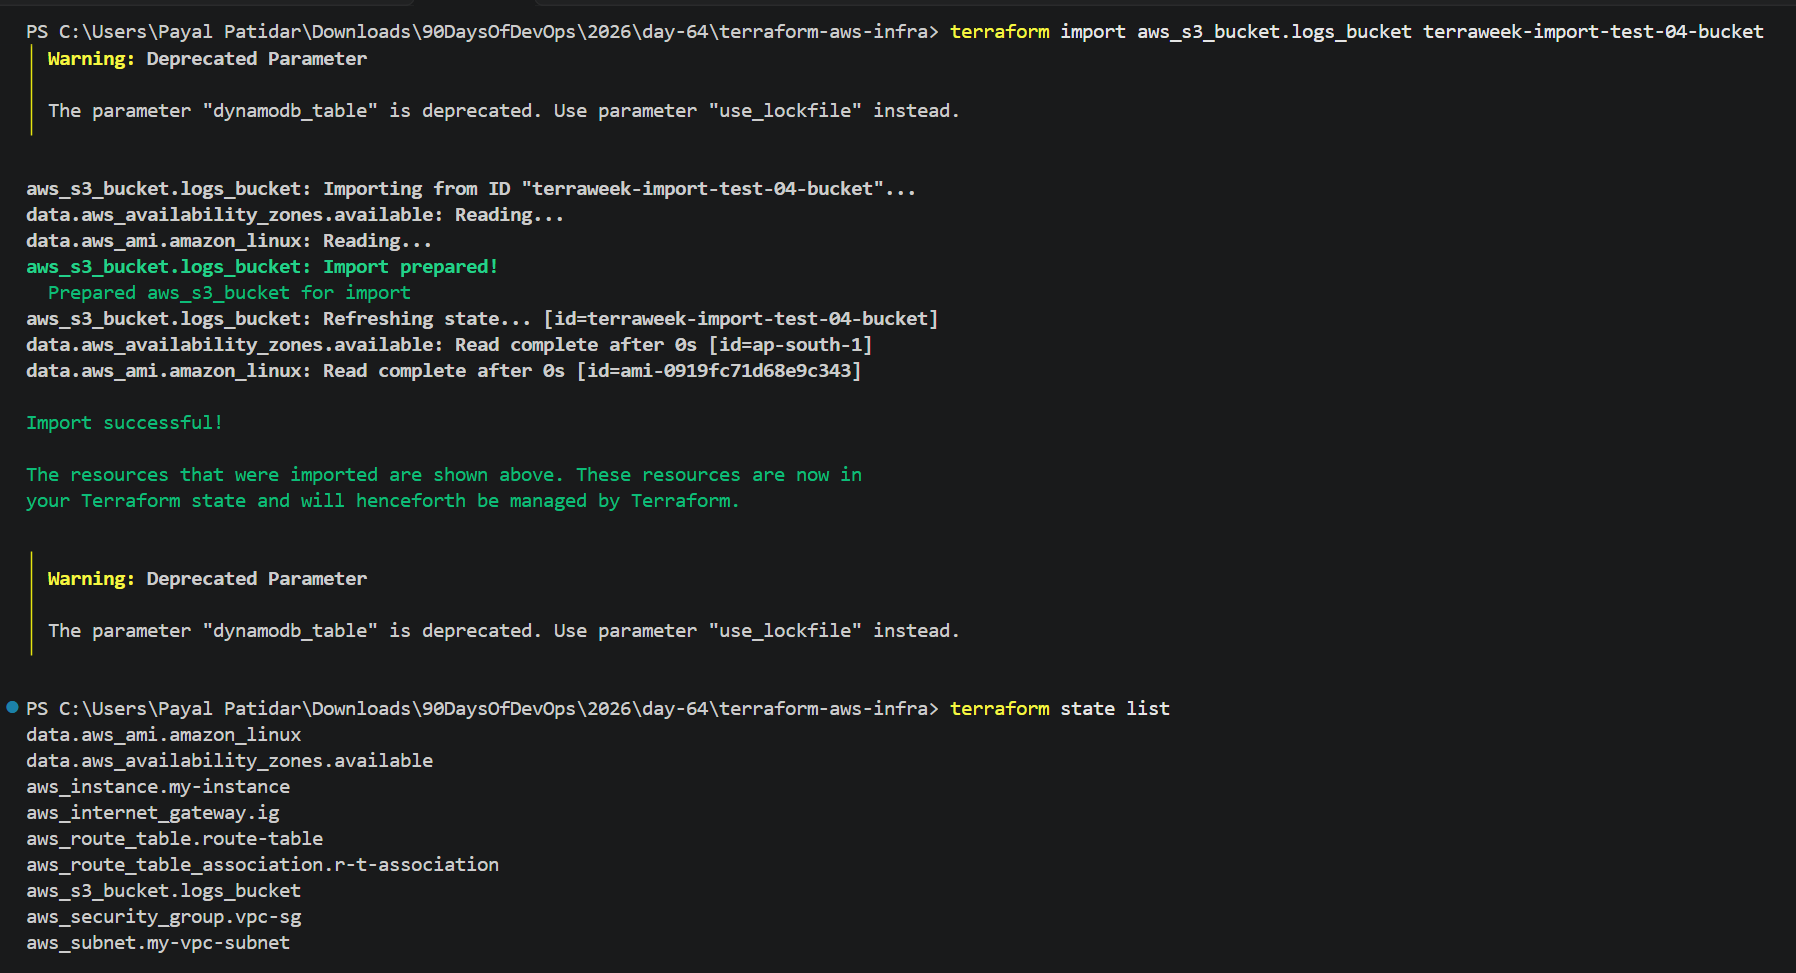 PS C:\Users\Payal Patidar\Downloads\90DaysOfDevOps\2026\day-64\terraform-aws-infra> terraform import aws_s3_bucket.logs_bucket terraweek-import-test-04-bucket
Warning: Deprecated Parameter
The parameter "dynamodb_table" is deprecated. Use parameter "use_lockfile" instead.
aws_s3_bucket.logs_bucket: Importing from ID "terraweek-import-test-04-bucket"...
data.aws_availability_zones.available: Reading...
data.aws_ami.amazon_linux: Reading...
aws_s3_bucket.logs_bucket: Import prepared!
Prepared aws_s3_bucket for import
aws_s3_bucket.logs_bucket: Refreshing state... [id=terraweek-import-test-04-bucket]
data.aws_availability_zones.available: Read complete after 0s [id=ap-south-1]
data.aws_ami.amazon_linux: Read complete after 0s [id=ami-0919fc71d68e9c343]
Import successful!
The resources that were imported are shown above. These resources are now in
your Terraform state and will henceforth be managed by Terraform.
Warning: Deprecated Parameter
The parameter "dynamodb_table" is deprecated. Use parameter "use_lockfile" instead.
PS C:\Users\Payal Patidar\Downloads\90DaysOfDevOps\2026\day-64\terraform-aws-infra> terraform state list
data.aws_ami.amazon_linux
data.aws_availability_zones.available
aws_instance.my-instance
aws_internet_gateway.ig
aws_route_table.route-table
aws_route_table_association.r-t-association
aws_s3_bucket.logs_bucket
aws_security_group.vpc-sg
aws_subnet.my-vpc-subnet